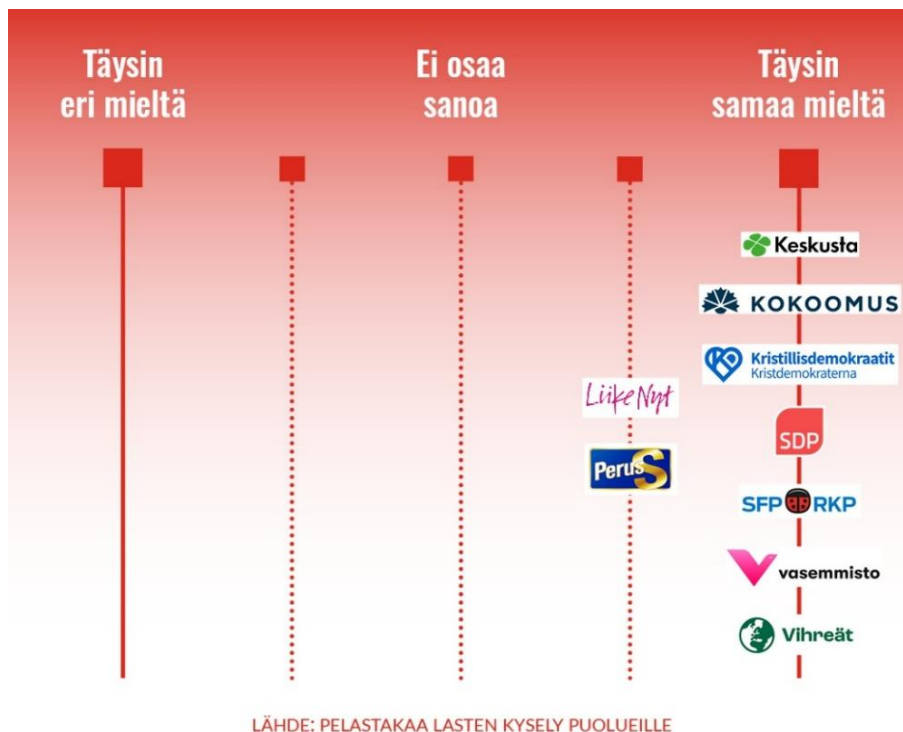 Täysin
eri mieltä
Ei osaa
sanoa
Täysin
samaa mieltä
Keskusta
KOKOOMUS
Kristillisdemokraatit
Kristdemokraterna
Liike Nyt
SDP
PerusS
SFP RKP
vasemmisto
Vihreät
LÄHDE: PELASTAKAA LASTEN KYSELY PUOLUEILLE